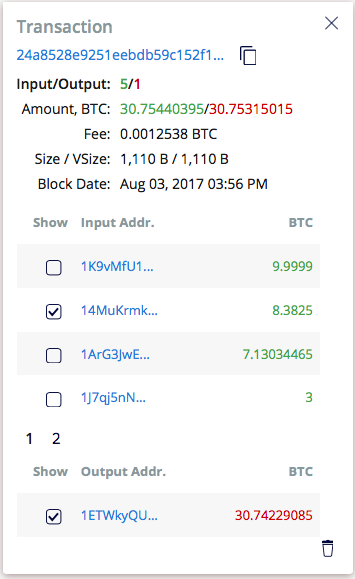 Transaction
24a8528e9251eebdb59c152f1...
Input/Output: 5/1
Amount, BTC: 30.75440395/30.75315015
Fee: 0.0012538 BTC
Size / VSize: 1,110 B / 1,110 B
Block Date: Aug 03, 2017 03:56 PM
Show Input Addr. BTC
1K9vMfU1... 9.9999
14MuKrmk... 8.3825
1ArG3JwE... 7.13034465
1J7qj5nN... 3
1 2
Show Output Addr. BTC
1ETWkyQU... 30.74229085